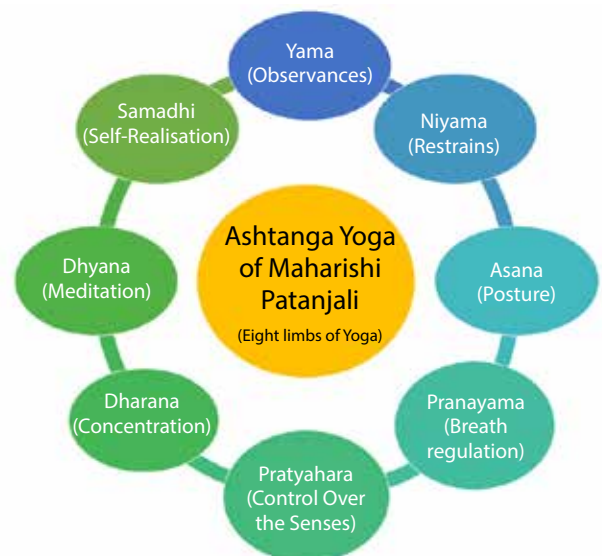 Yama
(Observances)
Niyama
(Restrains)
Asana
(Posture)
Pranayama
(Breath
regulation)
Pratyahara
(Control Over
the Senses)
Dharana
(Concentration)
Dhyana
(Meditation)
Samadhi
(Self-Realisation)
Ashtanga Yoga
of Maharishi
Patanjali
(Eight limbs of Yoga)